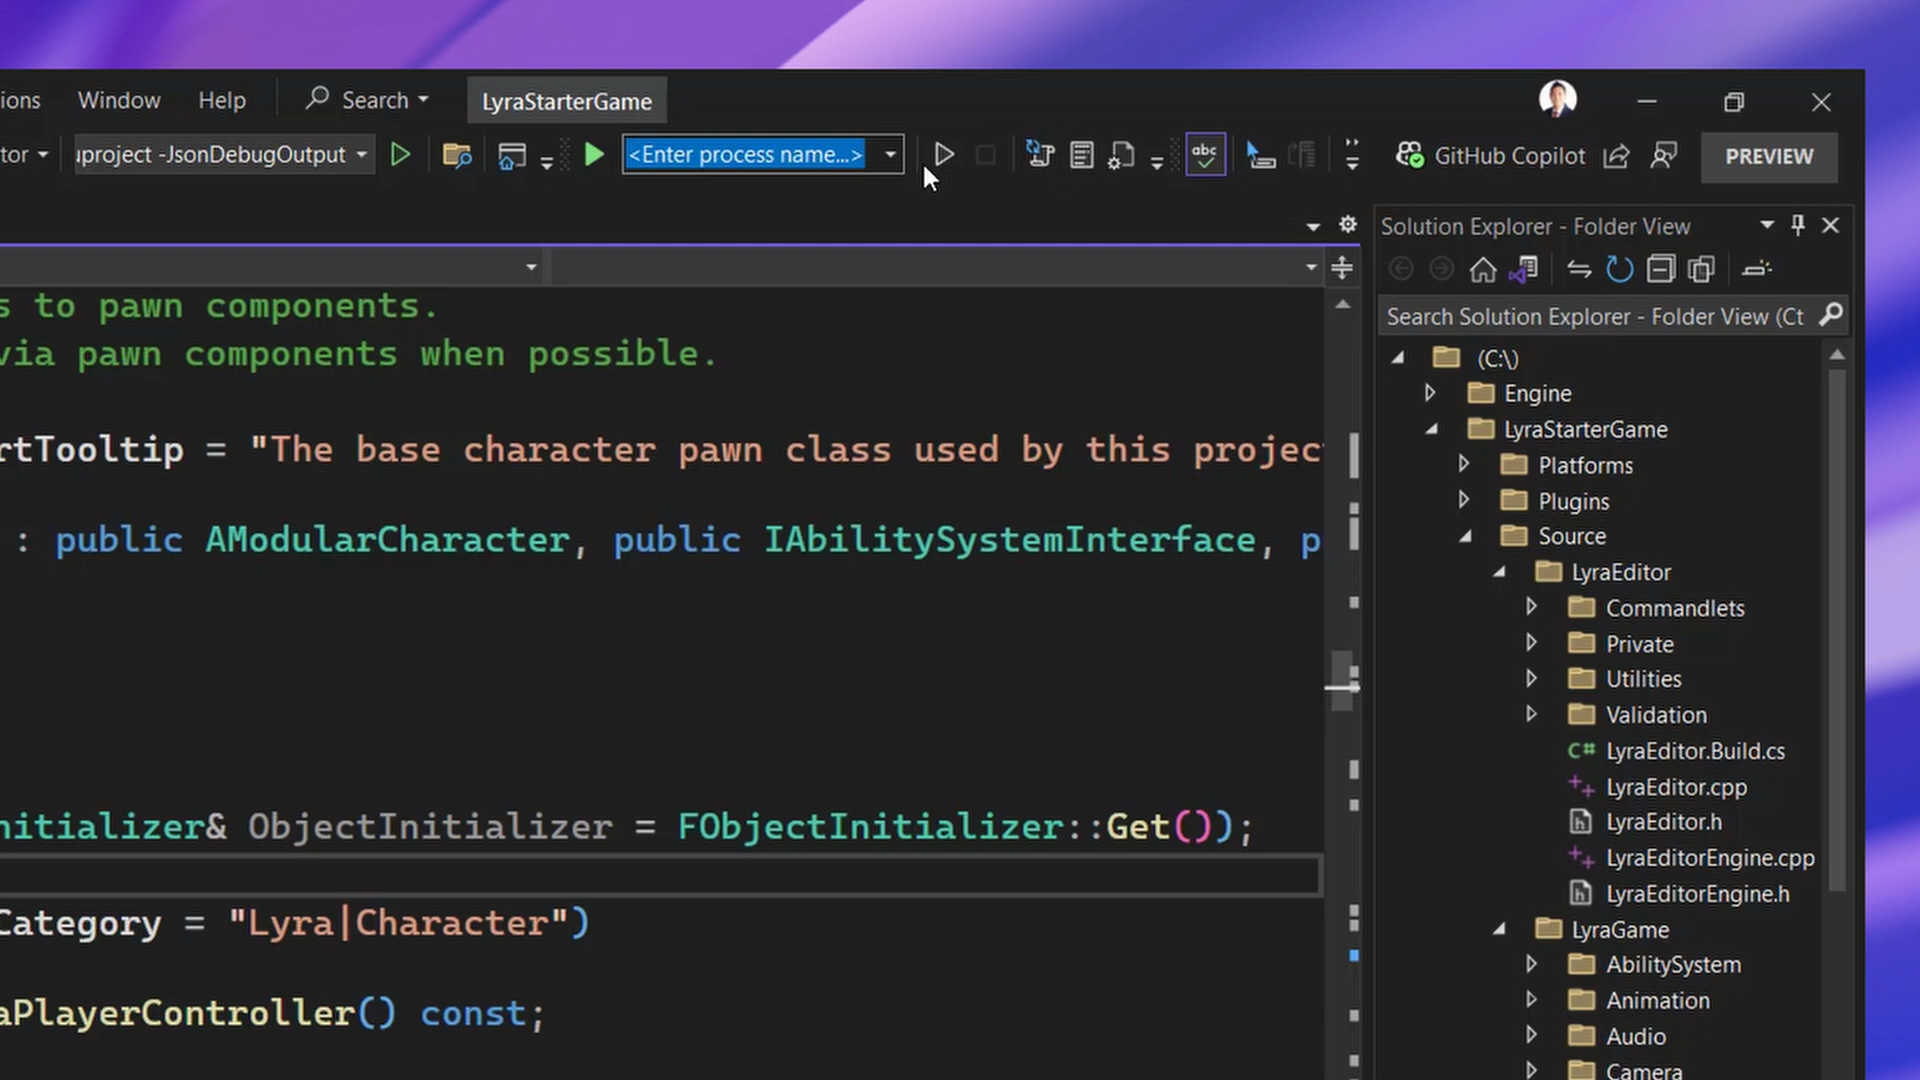 ions Window Help Search LyraStarterGame
tor uproject -JsonDebugOutput <Enter process name...> abc GitHub Copilot PREVIEW
Solution Explorer - Folder View
Search Solution Explorer - Folder View (Ct
s to pawn components.
via pawn components when possible.
rtTooltip = "The base character pawn class used by this projec
: public AModularCharacter, public IAbilitySystemInterface, p
nitializer& ObjectInitializer = FObjectInitializer::Get());
Category = "Lyra|Character")
aPlayerController() const;
(C:\)
Engine
LyraStarterGame
Platforms
Plugins
Source
LyraEditor
Commandlets
Private
Utilities
Validation
C# LyraEditor.Build.cs
++ LyraEditor.cpp
h LyraEditor.h
++ LyraEditorEngine.cpp
h LyraEditorEngine.h
LyraGame
AbilitySystem
Animation
Audio
Camera